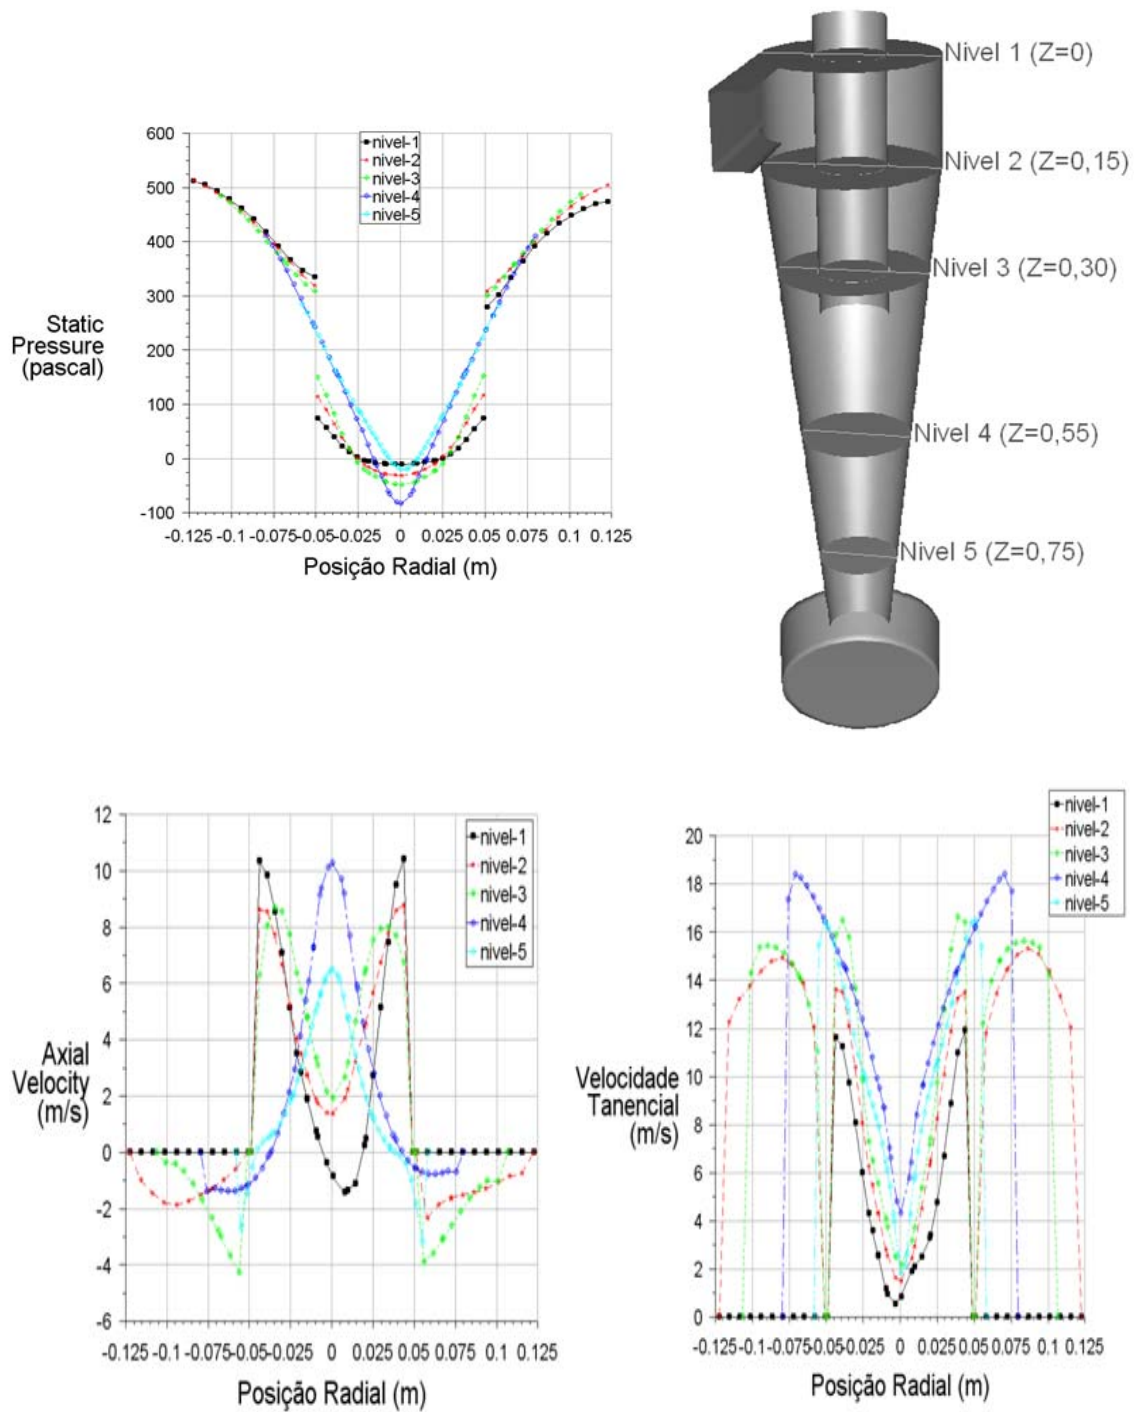 600
500
400
300
200
100
0
-100
Static
Pressure
(pascal)
nivel-1
nivel-2
nivel-3
nivel-4
nivel-5
-0.125 -0.1 -0.075 -0.05 -0.025 0 0.025 0.05 0.075 0.1 0.125
Posição Radial (m)
Nivel 1 (Z=0)
Nivel 2 (Z=0,15)
Nivel 3 (Z=0,30)
Nivel 4 (Z=0,55)
Nivel 5 (Z=0,75)
12
10
8
6
4
2
0
-2
-4
-6
Axial
Velocity
(m/s)
nivel-1
nivel-2
nivel-3
nivel-4
nivel-5
-0.125 -0.1 -0.075 -0.05 -0.025 0 0.025 0.05 0.075 0.1 0.125
Posição Radial (m)
nivel-1
nivel-2
nivel-3
nivel-4
nivel-5
20
18
16
14
12
10
8
6
4
2
0
Velocidade
Tanencial
(m/s)
-0.125 -0.1 -0.075 -0.05 -0.025 0 0.025 0.05 0.075 0.1 0.125
Posição Radial (m)